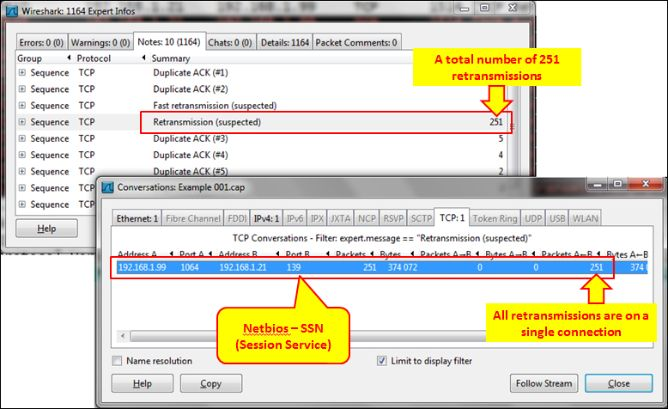 Wireshark: 1164 Expert Infos
Errors: 0 (0) Warnings: 0 (0) Notes: 10 (1164) Chats: 0 (0) Details: 1164 Packet Comments: 0
Group Protocol Summary
Sequence TCP Duplicate ACK (#1)
Sequence TCP Duplicate ACK (#2)
Sequence TCP Fast retransmission (suspected)
Sequence TCP Retransmission (suspected) 251
Sequence TCP Duplicate ACK (#3) 5
Sequence TCP Duplicate ACK (#4) 4
Sequence TCP Duplicate ACK (#5) 2
Help
A total number of 251
retransmissions
Conversations: Example 001.cap
Ethernet: 1 Fibre Channel FDDI IPv4: 1 IPv6 IPX JXTA NCP RSVP SCTP TCP: 1 Token Ring UDP USB WLAN
TCP Conversations - Filter: expert.message == "Retransmission (suspected)"
Address A Port A Address B Port B Packets Bytes Packets A→B Bytes A→B Packets A←B Bytes A←B
192.168.1.99 1064 192.168.1.21 139 251 374 072 0 0 251 374
Netbios – SSN
(Session Service)
All retransmissions are on a
single connection
Name resolution Limit to display filter
Help Copy Follow Stream Close